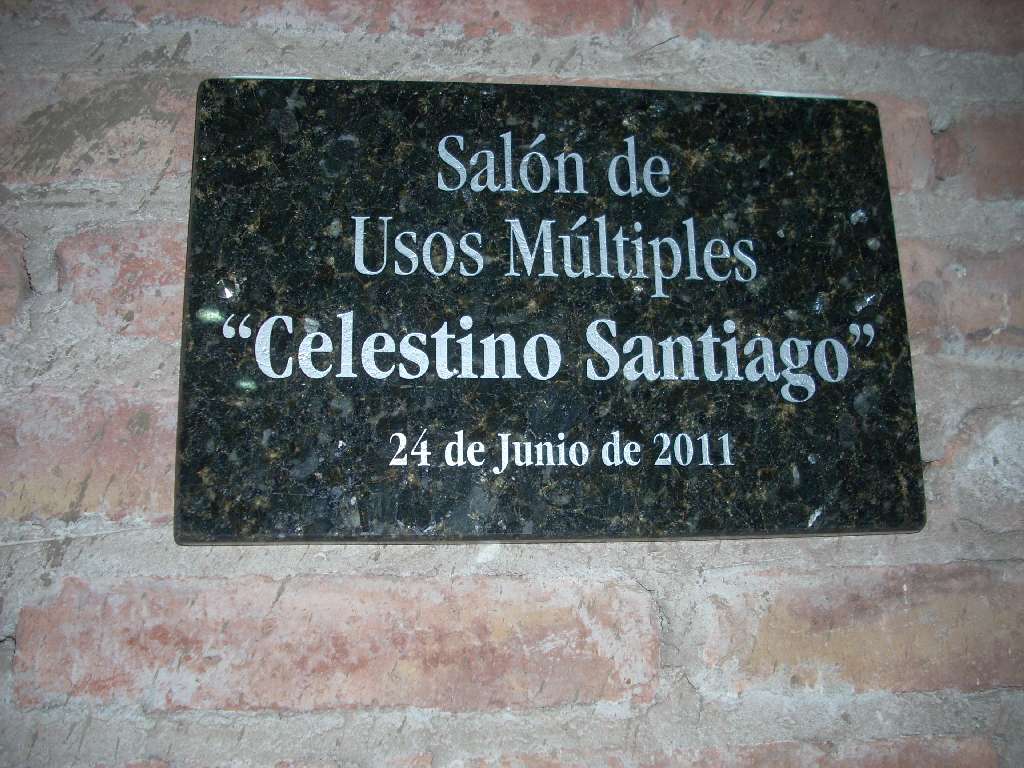 Salón de
Usos Múltiples
“Celestino Santiago”
24 de Junio de 2011